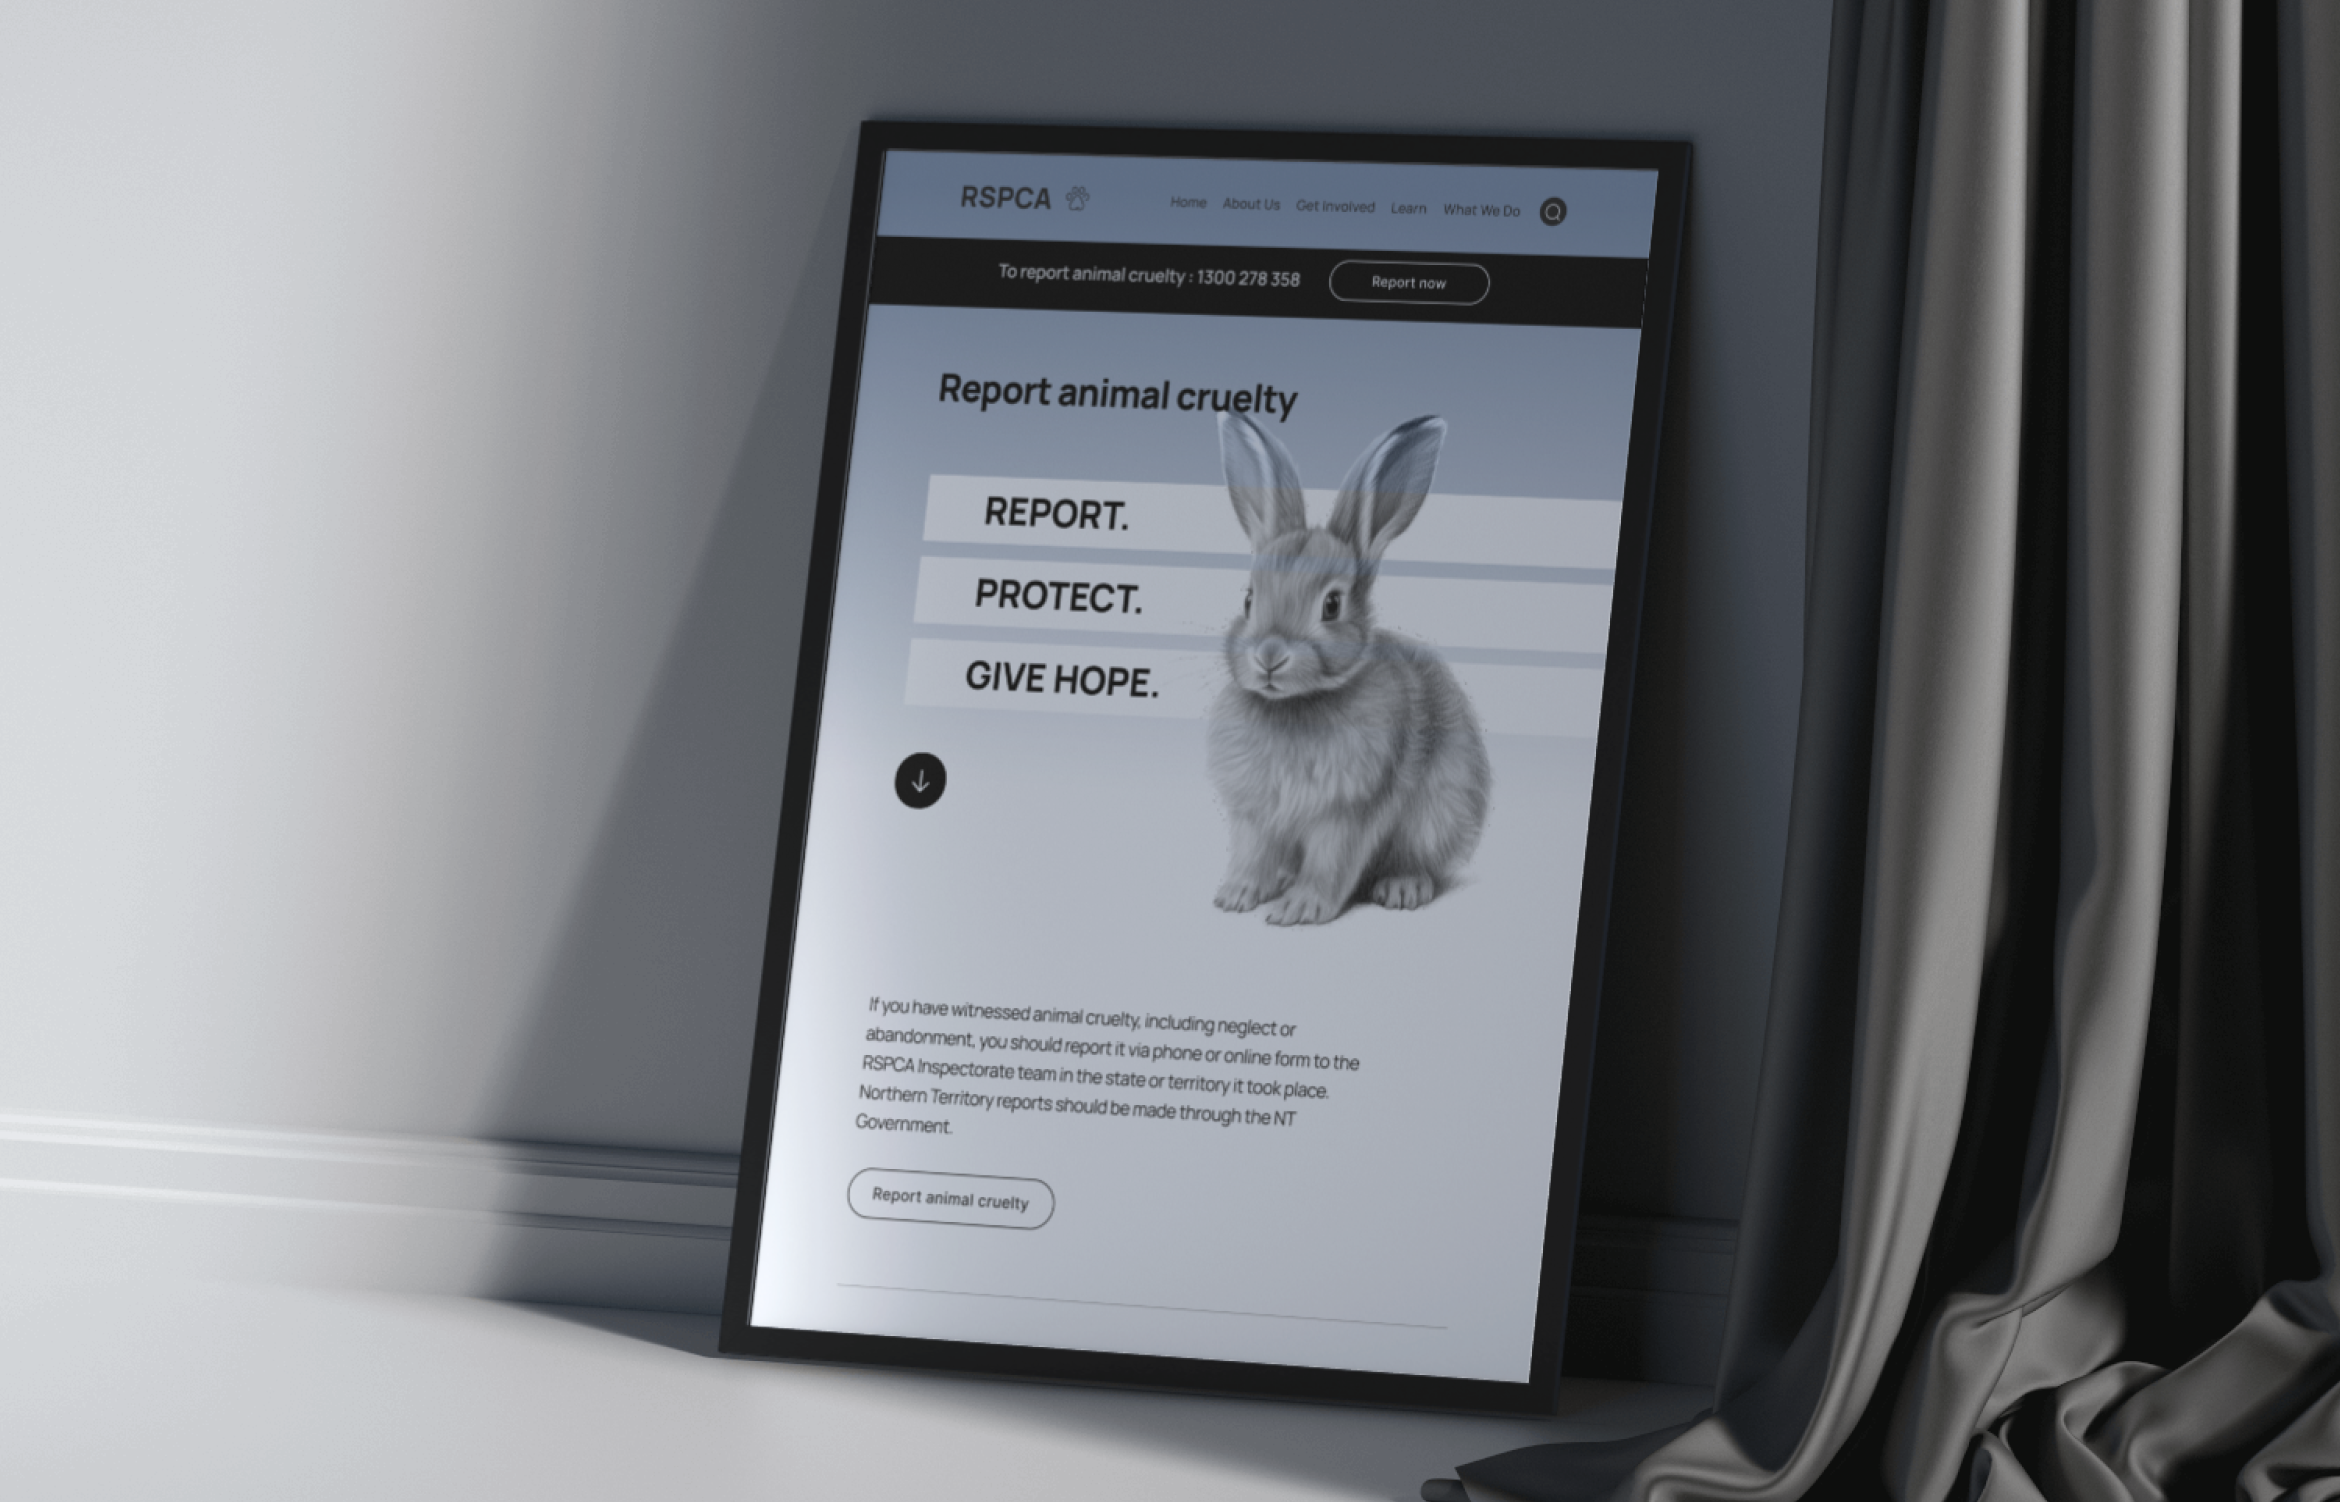 RSPCA
Home About Us Get Involved Learn What We Do
To report animal cruelty : 1300 278 358 Report now
Report animal cruelty
REPORT.
PROTECT.
GIVE HOPE.
If you have witnessed animal cruelty, including neglect or
abandonment, you should report it via phone or online form to the
RSPCA Inspectorate team in the state or territory it took place.
Northern Territory reports should be made through the NT
Government.
Report animal cruelty